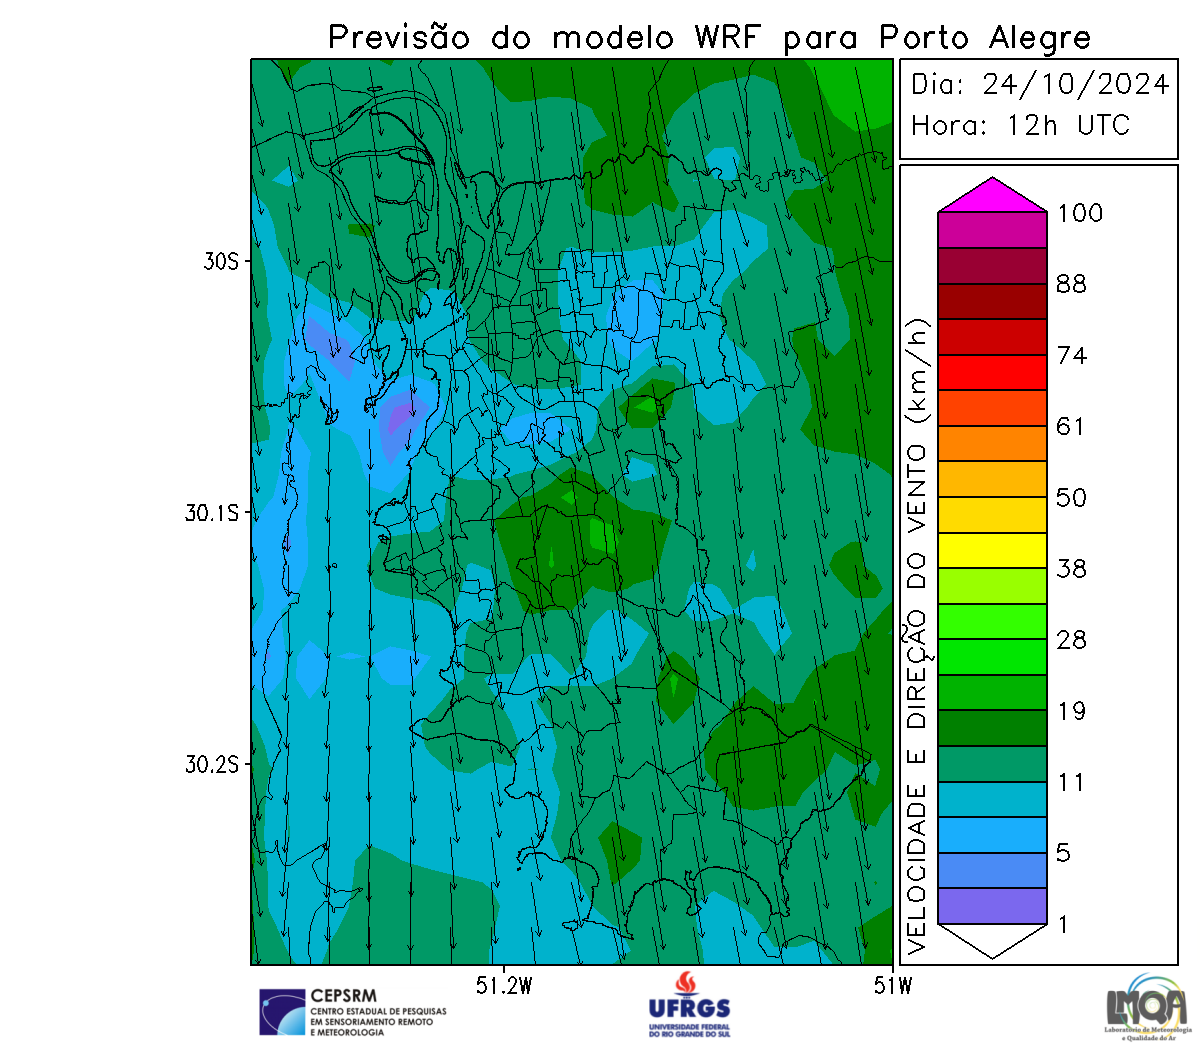 Previsão do modelo WRF para Porto Alegre
Dia: 24/10/2024
Hora: 12h UTC
30S
30.1S
30.2S
51.2W
51W
VELOCIDADE E DIREÇÃO DO VENTO (km/h)
100
88
74
61
50
38
28
19
11
5
1
CEPSRM
CENTRO ESTADUAL DE PESQUISAS
EM SENSORIAMENTO REMOTO
E METEOROLOGIA
UFRGS
UNIVERSIDADE FEDERAL
DO RIO GRANDE DO SUL
LMQA
Laboratório de Meteorologia
e Qualidade do Ar